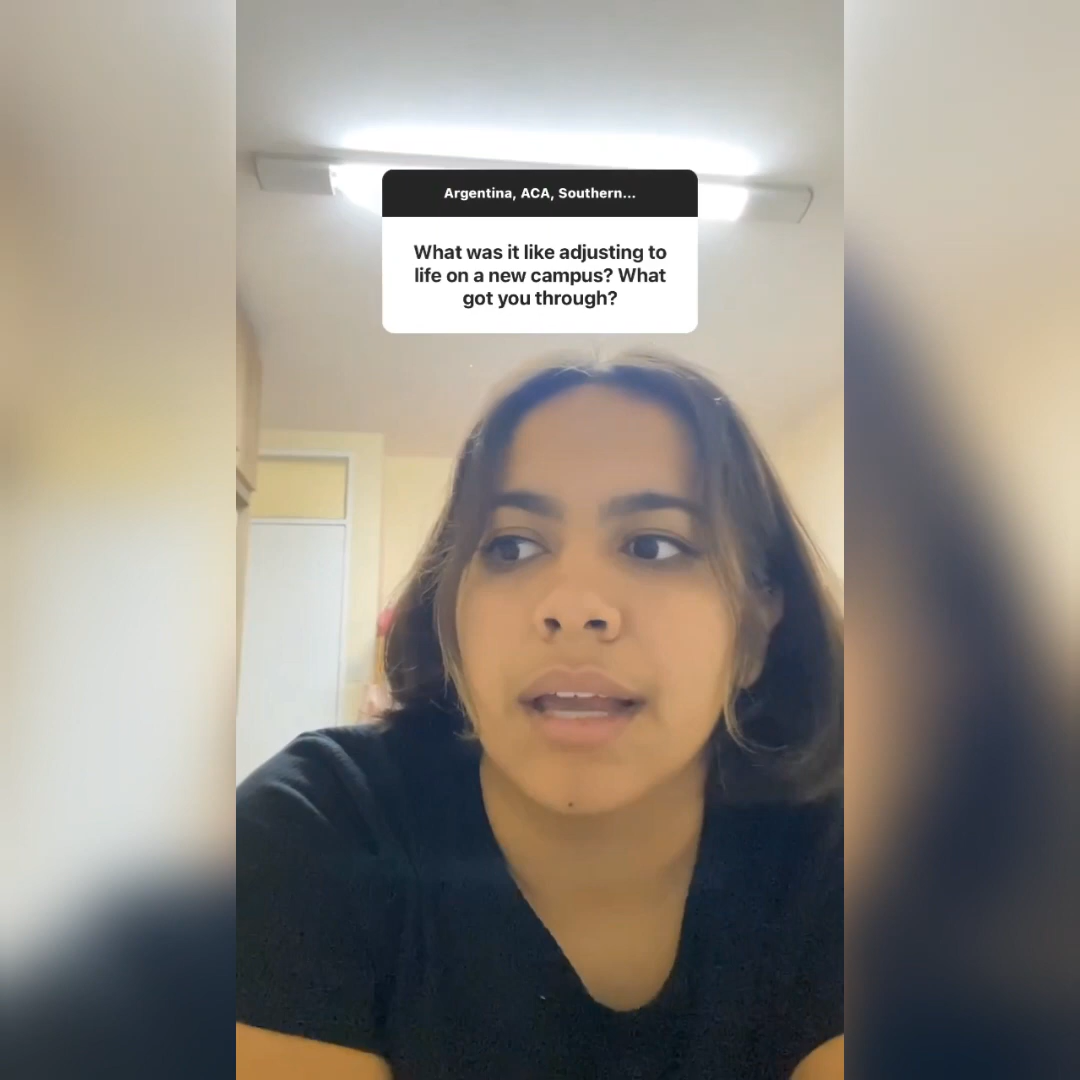 Argentina, ACA, Southern...
What was it like adjusting to
life on a new campus? What
got you through?